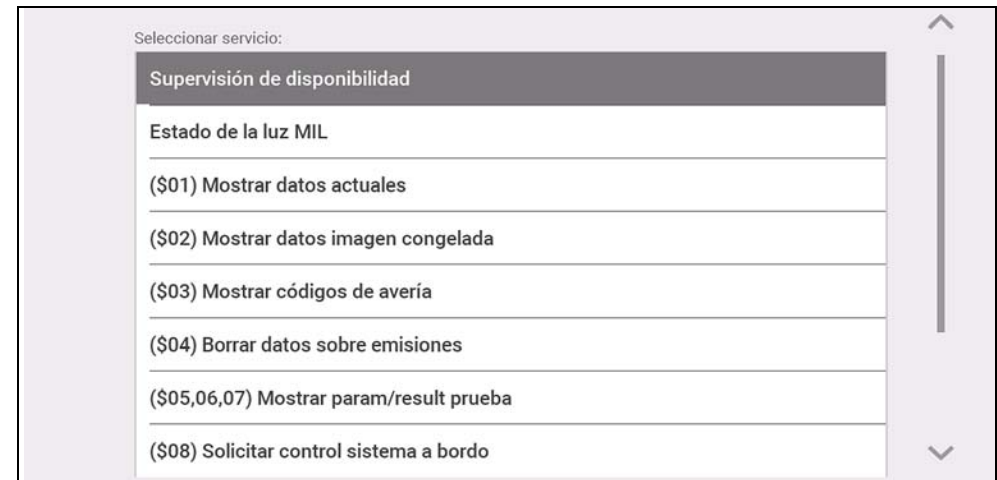 Seleccionar servicio:
Supervisión de disponibilidad
Estado de la luz MIL
($01) Mostrar datos actuales
($02) Mostrar datos imagen congelada
($03) Mostrar códigos de avería
($04) Borrar datos sobre emisiones
($05,06,07) Mostrar param/result prueba
($08) Solicitar control sistema a bordo